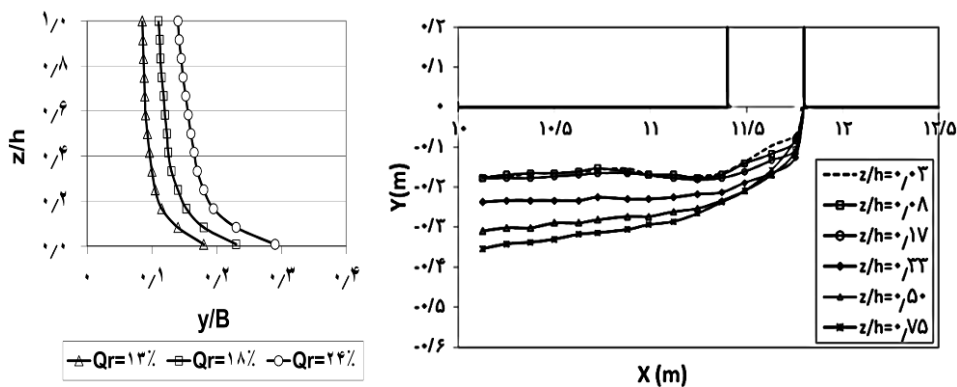 ۱٫۰
۰٫۸
۰٫۶
۰٫۴
۰٫۲
۰٫۰
z/h
۰ ۰٫۱ ۰٫۲ ۰٫۳ ۰٫۴
y/B
Qr=۱۳٪ Qr=۱۸٪ Qr=۲۴٪
۰/۲
۰/۱
۰
-۰/۱
-۰/۲
-۰/۳
-۰/۴
-۰/۵
-۰/۶
Y(m)
۱۰ ۱۰/۵ ۱۱ ۱۱/۵ ۱۲ ۱۲/۵
X (m)
z/h=۰٫۰۳
z/h=۰٫۰۸
z/h=۰٫۱۷
z/h=۰٫۳۳
z/h=۰٫۵۰
z/h=۰٫۷۵